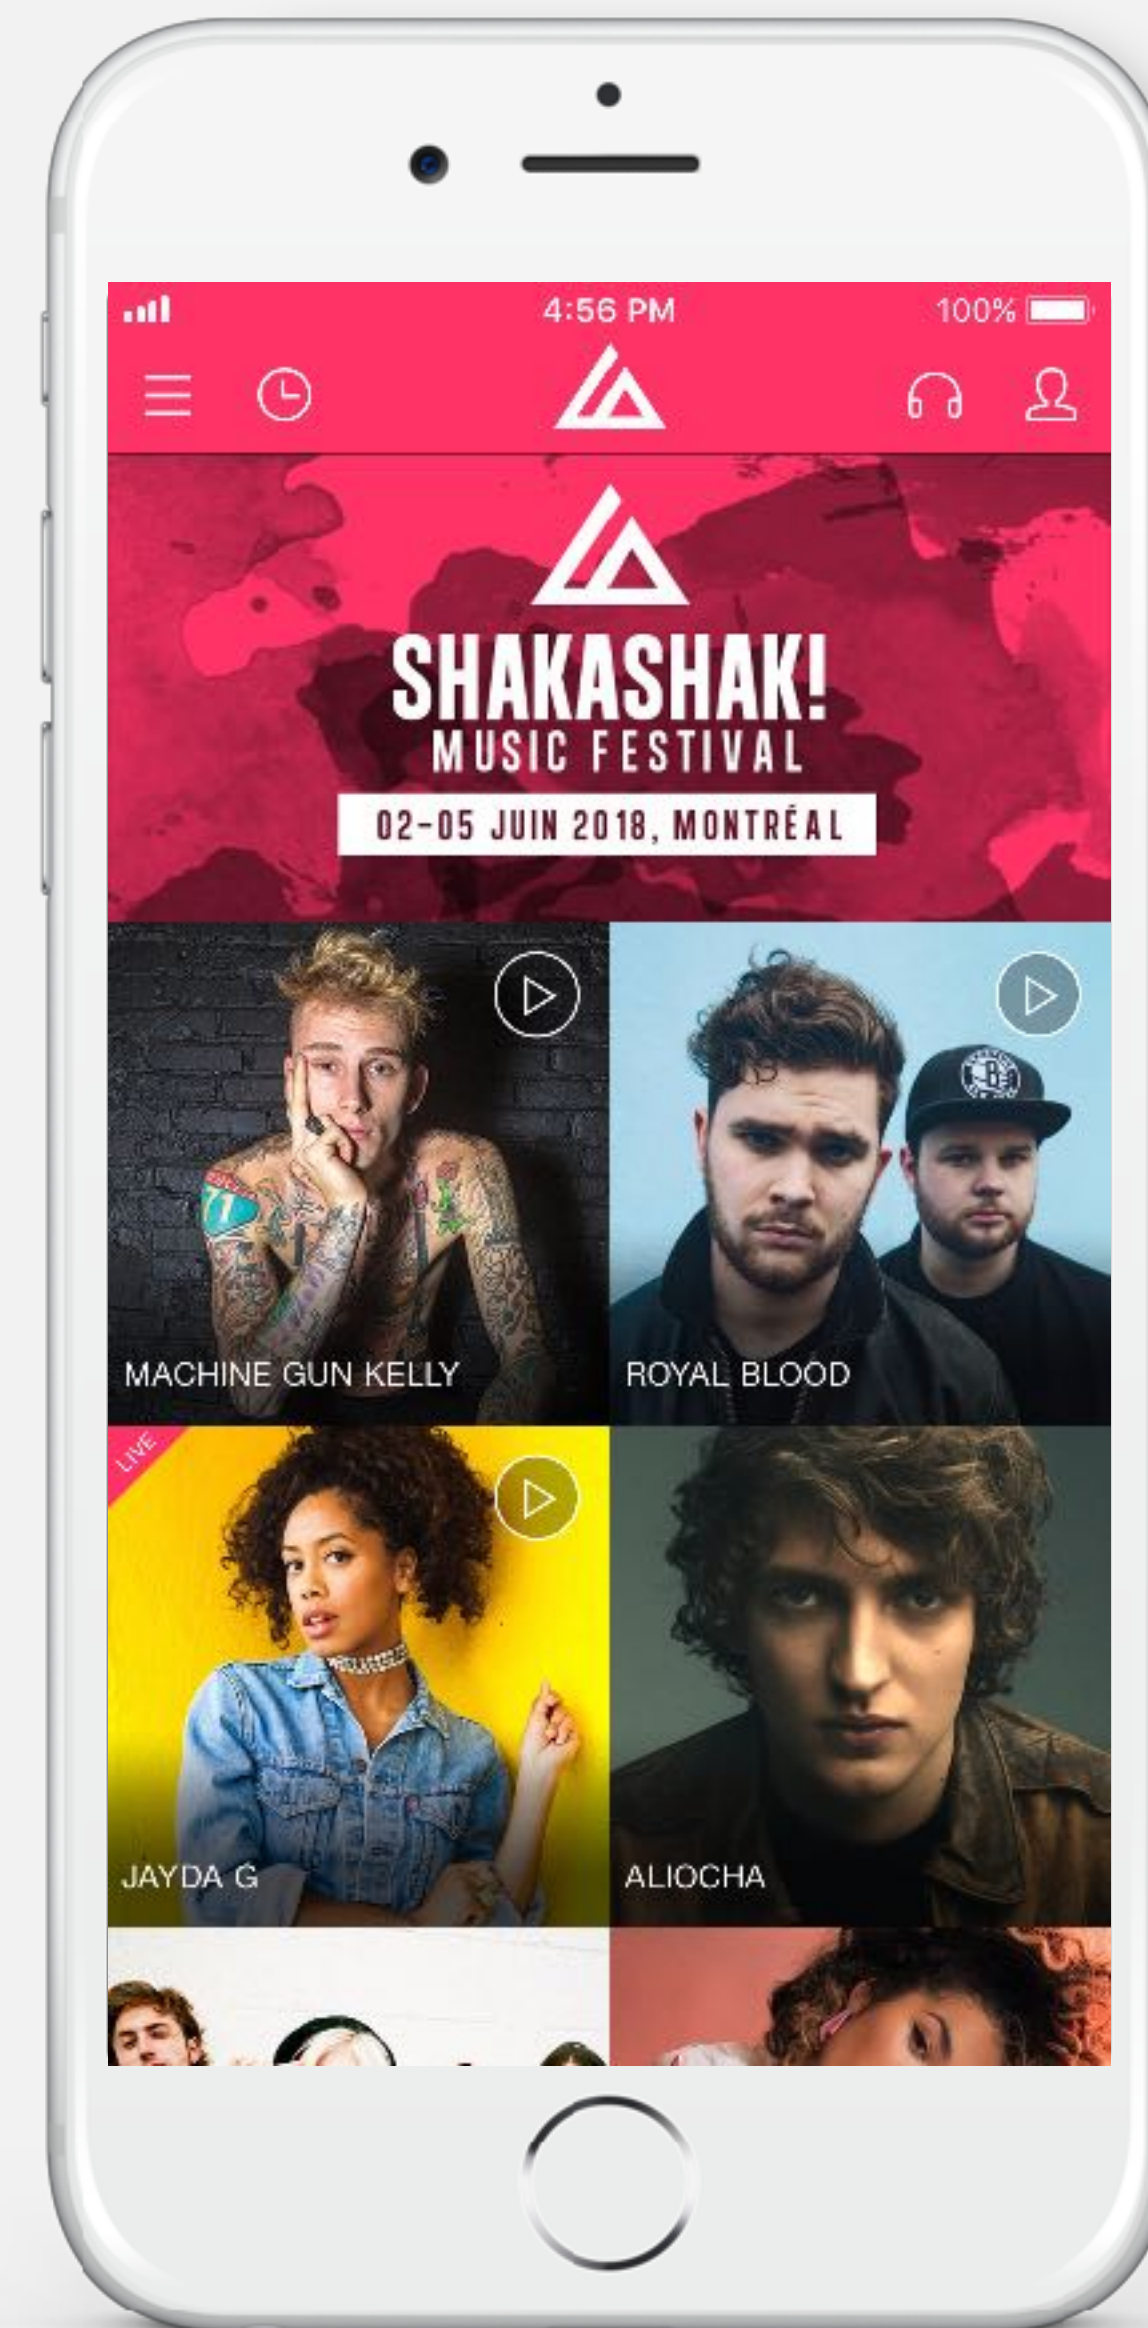 4:56 PM
100%
SHAKASHAK!
MUSIC FESTIVAL
02-05 JUIN 2018, MONTRÉAL
71
B
MACHINE GUN KELLY
ROYAL BLOOD
LIVE
JAYDA G
ALIOCHA